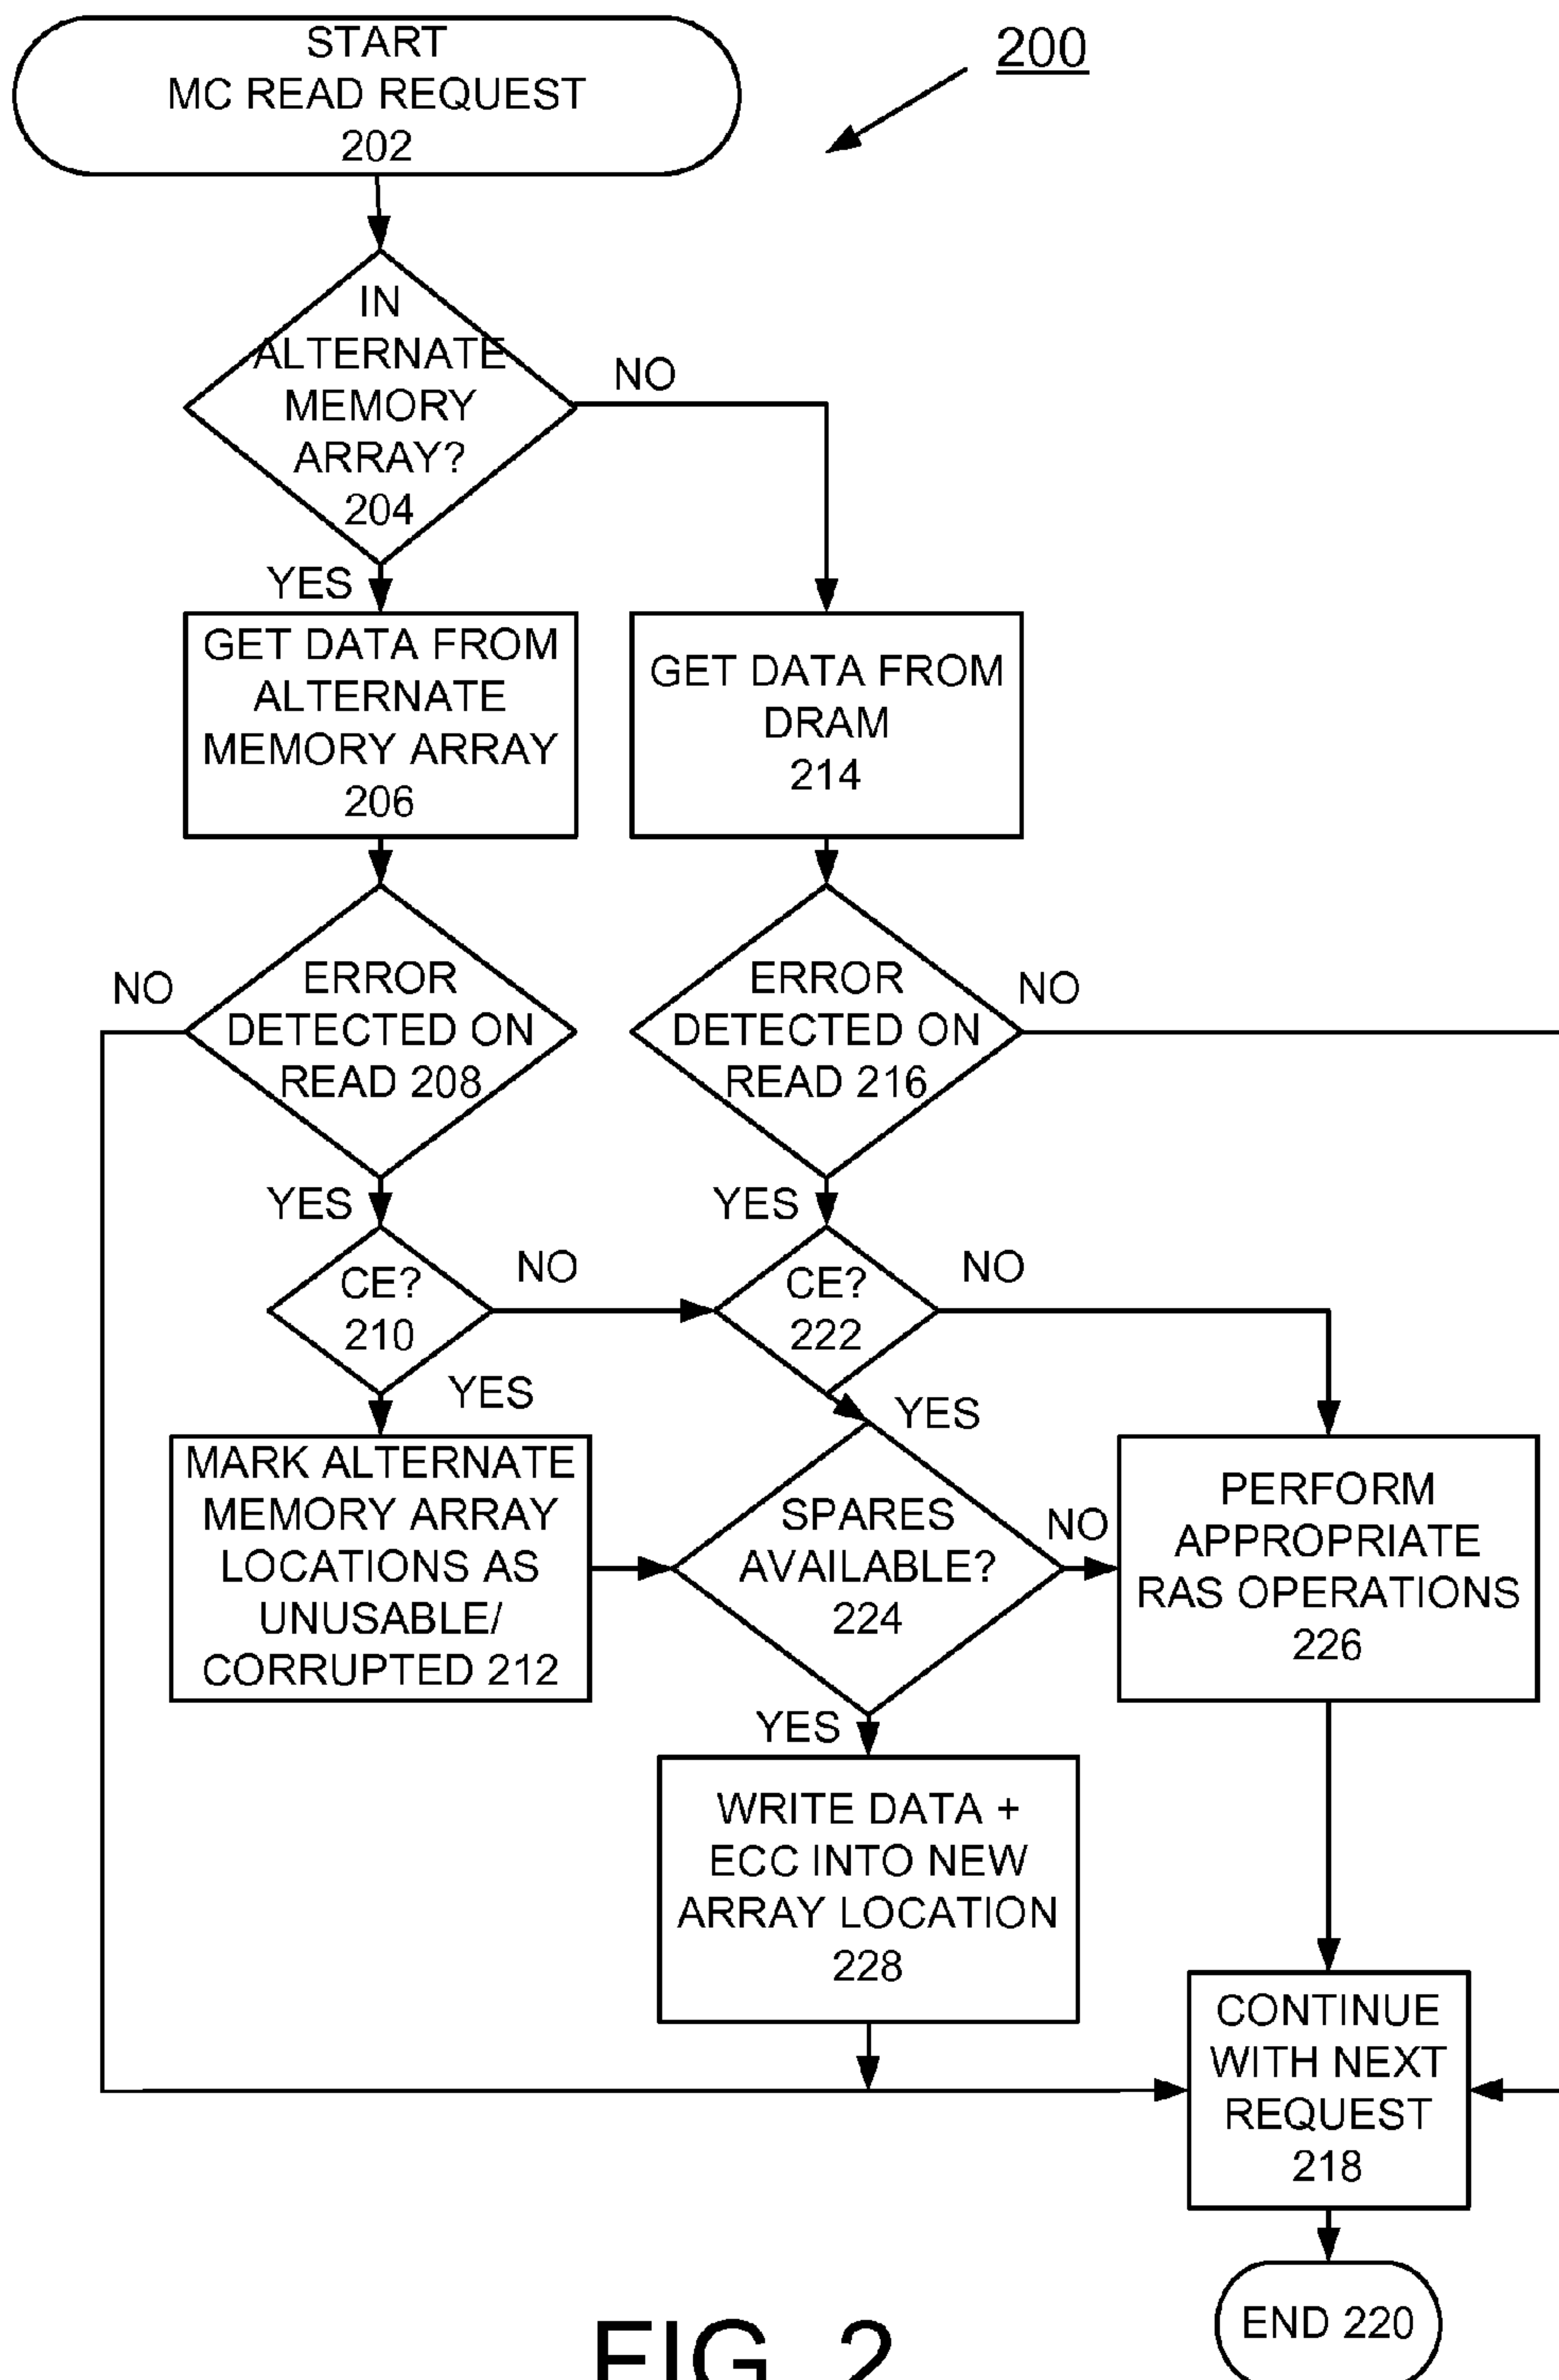 START
MC READ REQUEST
202
200
IN
ALTERNATE
MEMORY
ARRAY?
204
NO
YES
GET DATA FROM
ALTERNATE
MEMORY ARRAY
206
GET DATA FROM
DRAM
214
NO
ERROR
DETECTED ON
READ 208
ERROR
DETECTED ON
READ 216
NO
YES
YES
CE?
210
NO
CE?
222
NO
YES
YES
MARK ALTERNATE
MEMORY ARRAY
LOCATIONS AS
UNUSABLE/
CORRUPTED 212
SPARES
AVAILABLE?
224
NO
PERFORM
APPROPRIATE
RAS OPERATIONS
226
YES
WRITE DATA +
ECC INTO NEW
ARRAY LOCATION
228
CONTINUE
WITH NEXT
REQUEST
218
END 220
FIG. 2